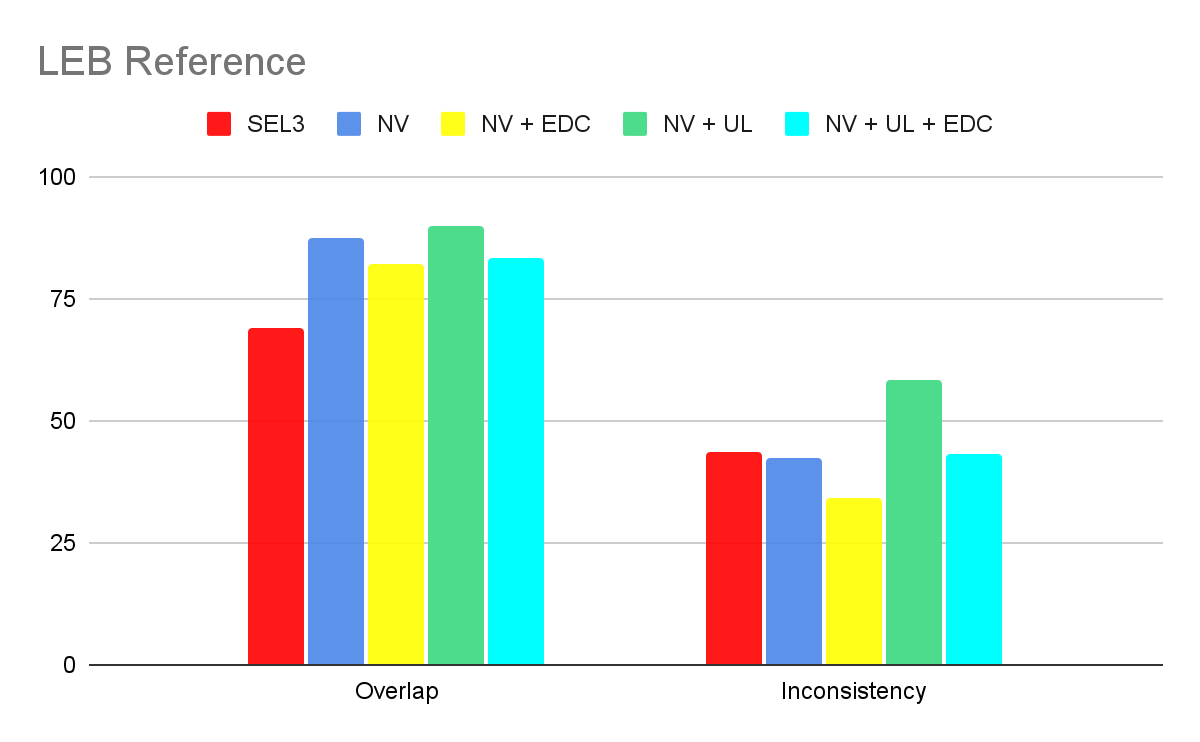 LEB Reference
SEL3 NV NV + EDC NV + UL NV + UL + EDC
100
75
50
25
0
Overlap Inconsistency